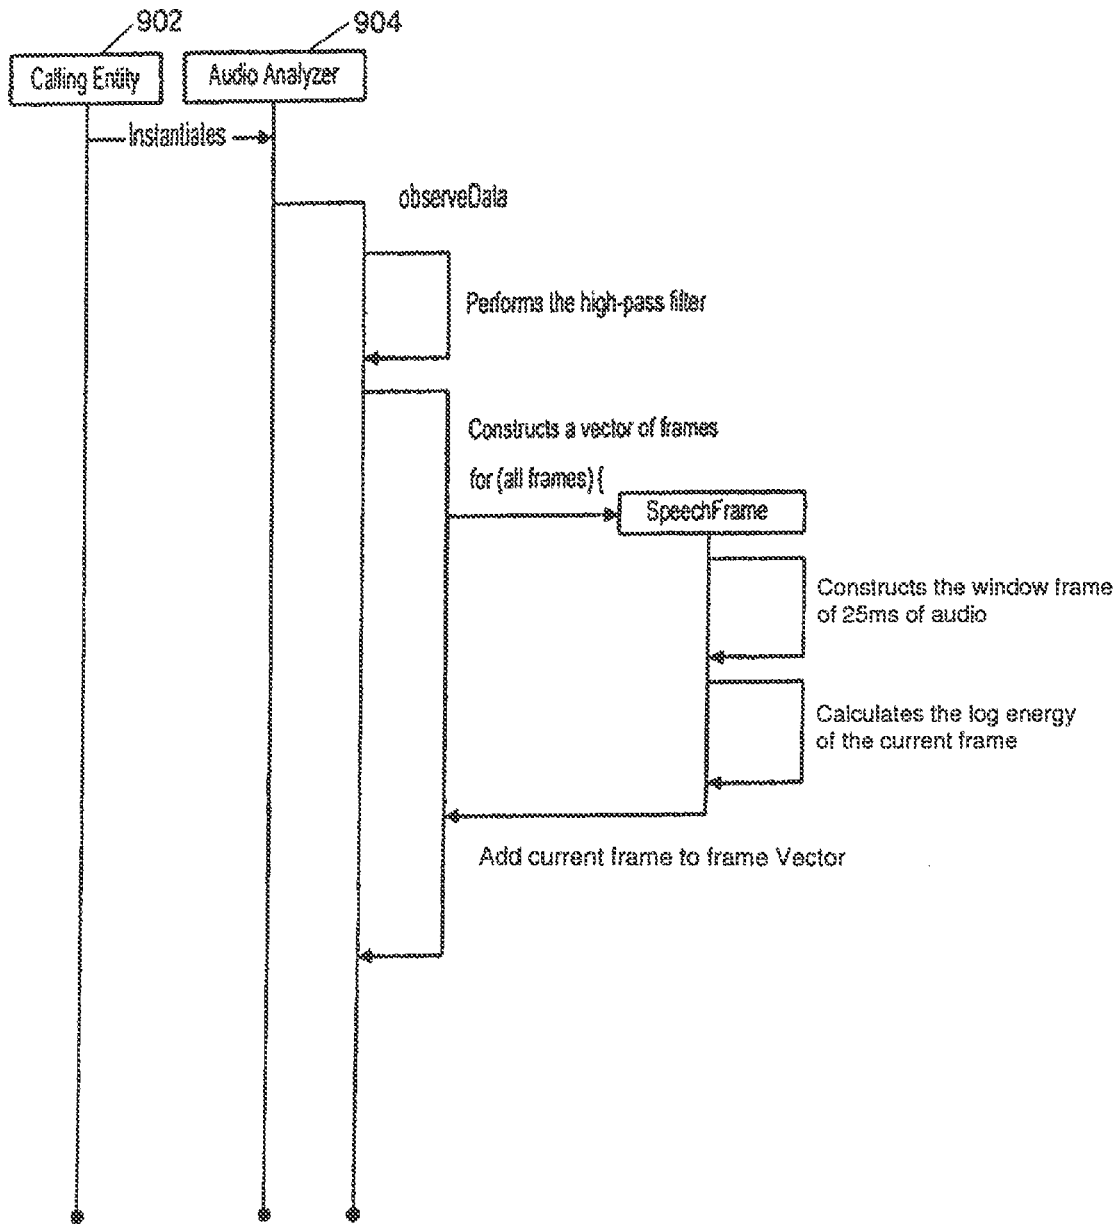 902
904
Calling Entity
Audio Analyzer
Instantiates
observeData
Performs the high-pass filter
Constructs a vector of frames
for (all frames) {
SpeechFrame
Constructs the window frame
of 25ms of audio
Calculates the log energy
of the current frame
Add current frame to frame Vector